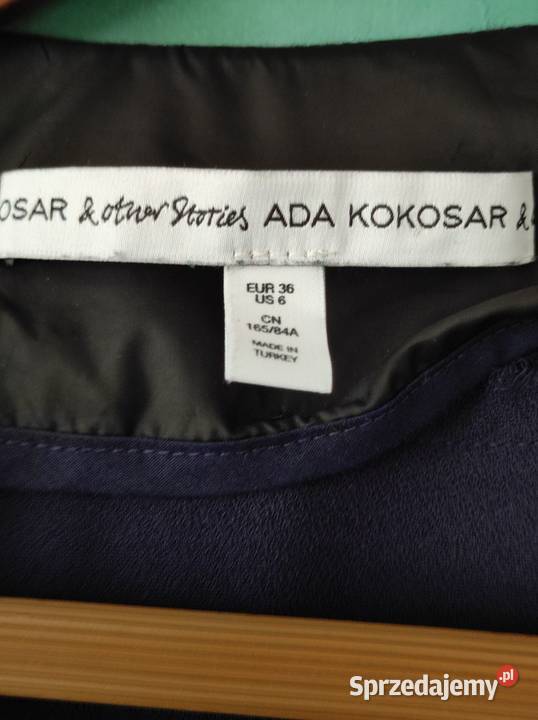 OSAR & other Stories ADA KOKOSAR &
EUR 36
US 6
CN
165/84A
MADE IN
TURKEY
Sprzedajemy.pl